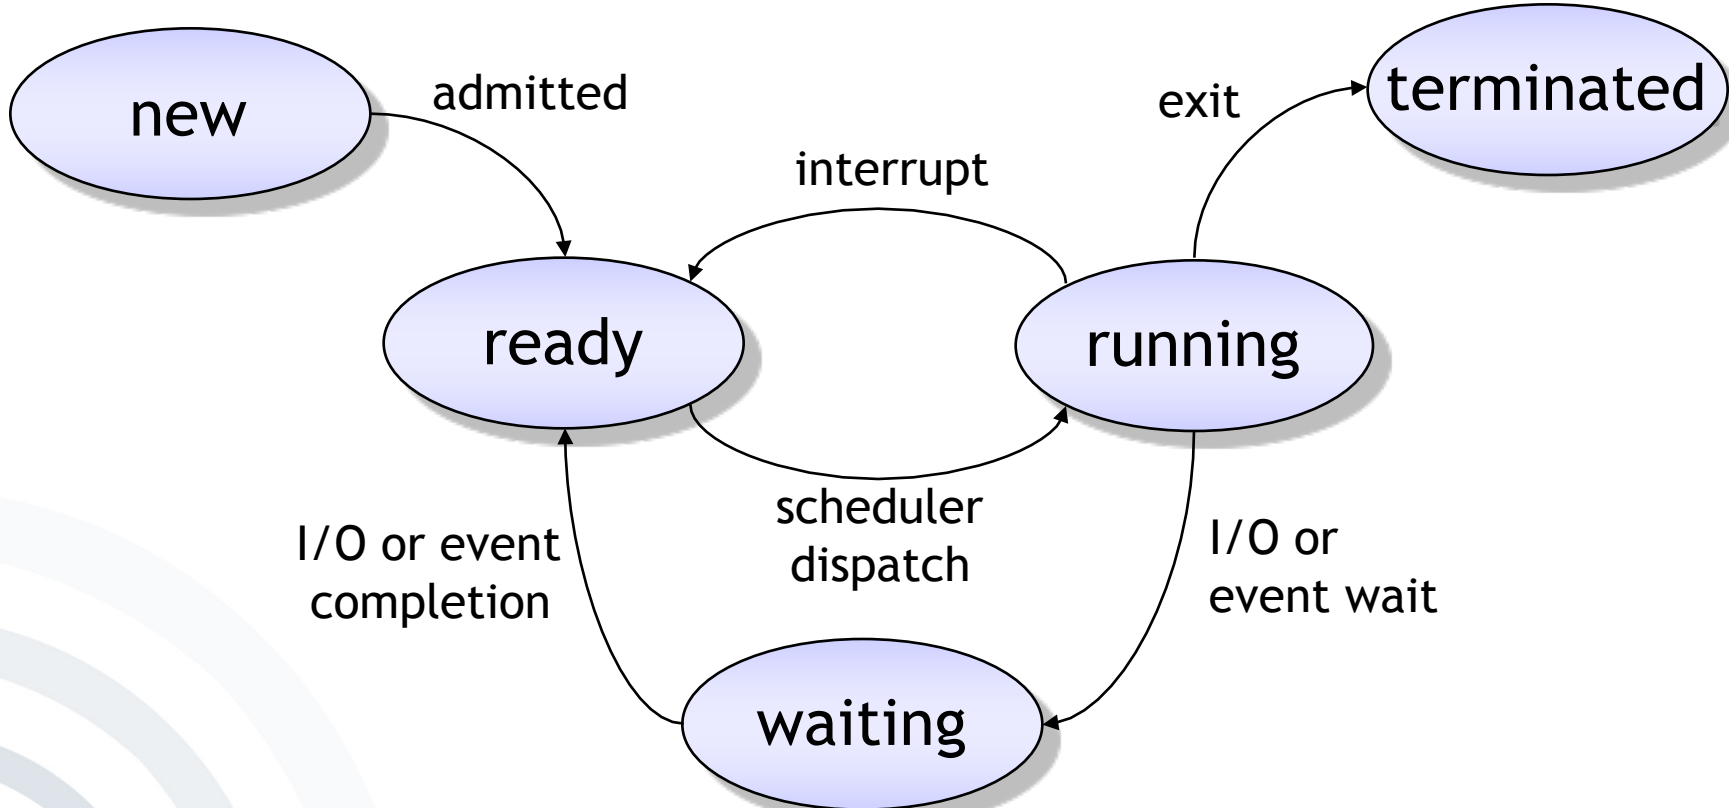 new
admitted
exit
terminated
interrupt
ready
running
scheduler
dispatch
I/O or event
completion
I/O or
event wait
waiting